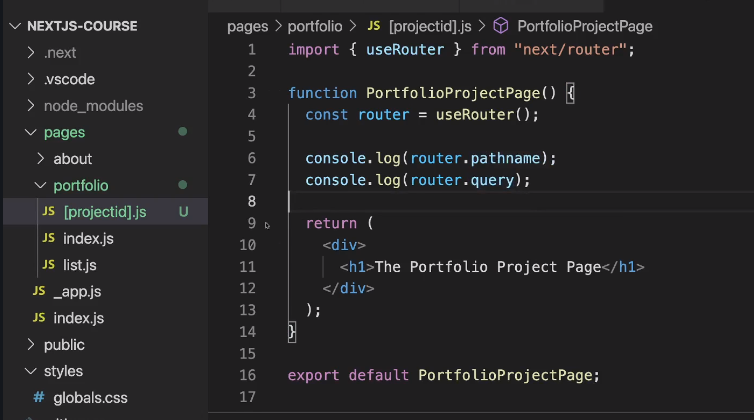 NEXTJS-COURSE
.next
.vscode
node_modules
pages
about
portfolio
JS [projectid].js U
JS index.js
JS list.js
JS _app.js
JS index.js
public
styles
# globals.css
pages > portfolio > JS [projectid].js > PortfolioProjectPage
1 import { useRouter } from "next/router";
2
3 function PortfolioProjectPage() {
4 const router = useRouter();
5
6 console.log(router.pathname);
7 console.log(router.query);
8
9 return (
10 <div>
11 <h1>The Portfolio Project Page</h1>
12 </div>
13 );
14 }
15
16 export default PortfolioProjectPage;
17